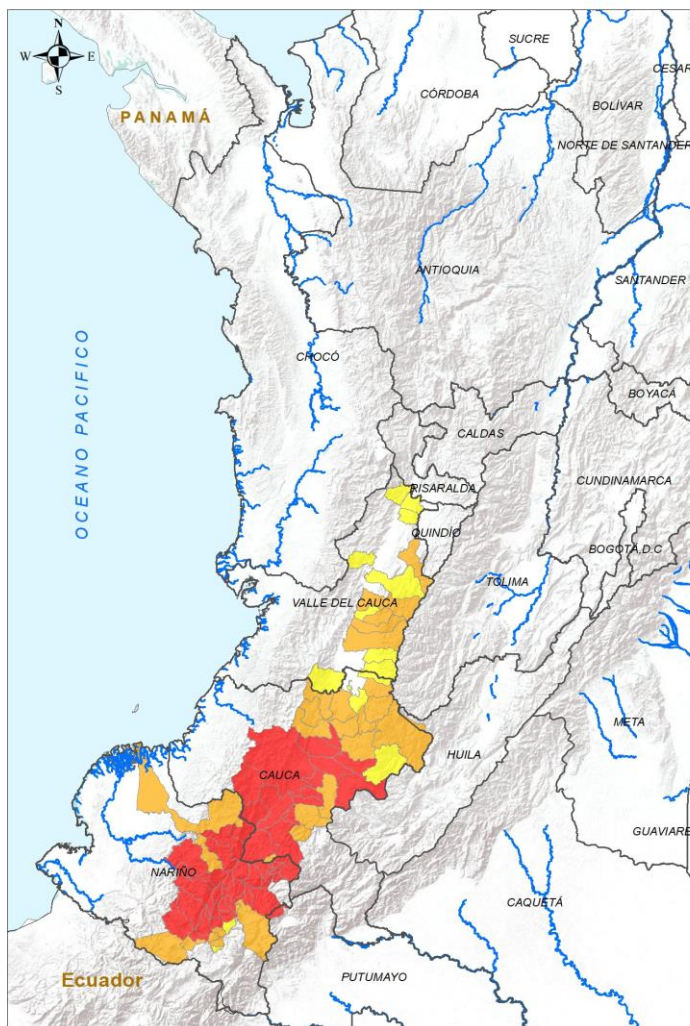 N
W E
S
SUCRE
CESAR
CÓRDOBA
BOLÍVAR
PANAMÁ
NORTE DE SANTANDER
ANTIOQUIA
SANTANDER
OCEANO PACIFICO
CHOCÓ
BOYACÁ
CALDAS
CUNDINAMARCA
RISARALDA
QUINDÍO
BOGOTÁ D.C
TOLIMA
VALLE DEL CAUCA
META
HUILA
CAUCA
GUAVIARE
NARIÑO
CAQUETÁ
Ecuador
PUTUMAYO